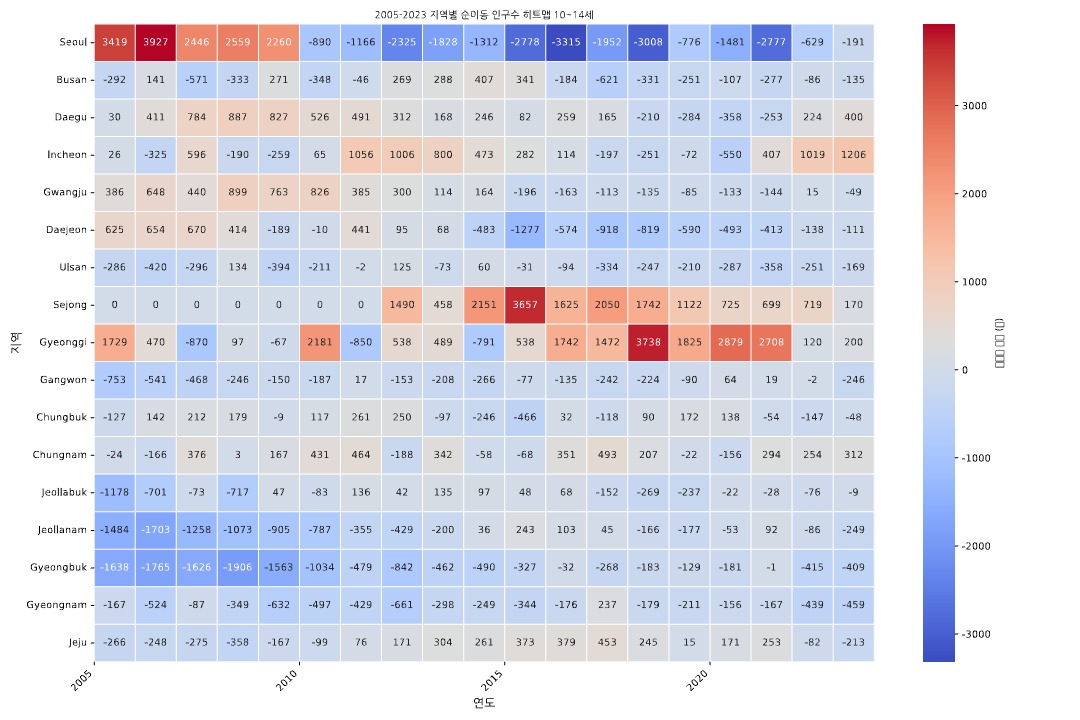 2005-2023 지역별 순이동 인구수 히트맵 10~14세
Seoul 3419 3927 2446 2559 2260 -890 -1166 -2325 -1828 -1312 -2778 -3315 -1952 -3008 -776 -1481 -2777 -629 -191
Busan -292 141 -571 -333 271 -348 -46 269 288 407 341 -184 -621 -331 -251 -107 -277 -86 -135
Daegu 30 411 784 887 827 526 491 312 168 246 82 259 165 -210 -284 -358 -253 224 400
Incheon 26 -325 596 -190 -259 65 1056 1006 800 473 282 114 -197 -251 -72 -550 407 1019 1206
Gwangju 386 648 440 899 763 826 385 300 114 164 -196 -163 -113 -135 -85 -133 -144 15 -49
Daejeon 625 654 670 414 -189 -10 441 95 68 -483 -1277 -574 -918 -819 -590 -493 -413 -138 -111
Ulsan -286 -420 -296 134 -394 -211 -2 125 -73 60 -31 -94 -334 -247 -210 -287 -358 -251 -169
Sejong 0 0 0 0 0 0 0 1490 458 2151 3657 1625 2050 1742 1122 725 699 719 170
Gyeonggi 1729 470 -870 97 -67 2181 -850 538 489 -791 538 1742 1472 3738 1825 2879 2708 120 200
Gangwon -753 -541 -468 -246 -150 -187 17 -153 -208 -266 -77 -135 -242 -224 -90 64 19 -2 -246
Chungbuk -127 142 212 179 -9 117 261 250 -97 -246 -466 32 -118 90 172 138 -54 -147 -48
Chungnam -24 -166 376 3 167 431 464 -188 342 -58 -68 351 493 207 -22 -156 294 254 312
Jeollabuk -1178 -701 -73 -717 47 -83 136 42 135 97 48 68 -152 -269 -237 -22 -28 -76 -9
Jeollanam -1484 -1703 -1258 -1073 -905 -787 -355 -429 -200 36 243 103 45 -166 -177 -53 92 -86 -249
Gyeongbuk -1638 -1765 -1626 -1906 -1563 -1034 -479 -842 -462 -490 -327 -32 -268 -183 -129 -181 -1 -415 -409
Gyeongnam -167 -524 -87 -349 -632 -497 -429 -661 -298 -249 -344 -176 237 -179 -211 -156 -167 -439 -459
Jeju -266 -248 -275 -358 -167 -99 76 171 304 261 373 379 453 245 15 171 253 -82 -213
2005 2010 2015 2020
연도
지역
3000
2000
1000
0
-1000
-2000
-3000